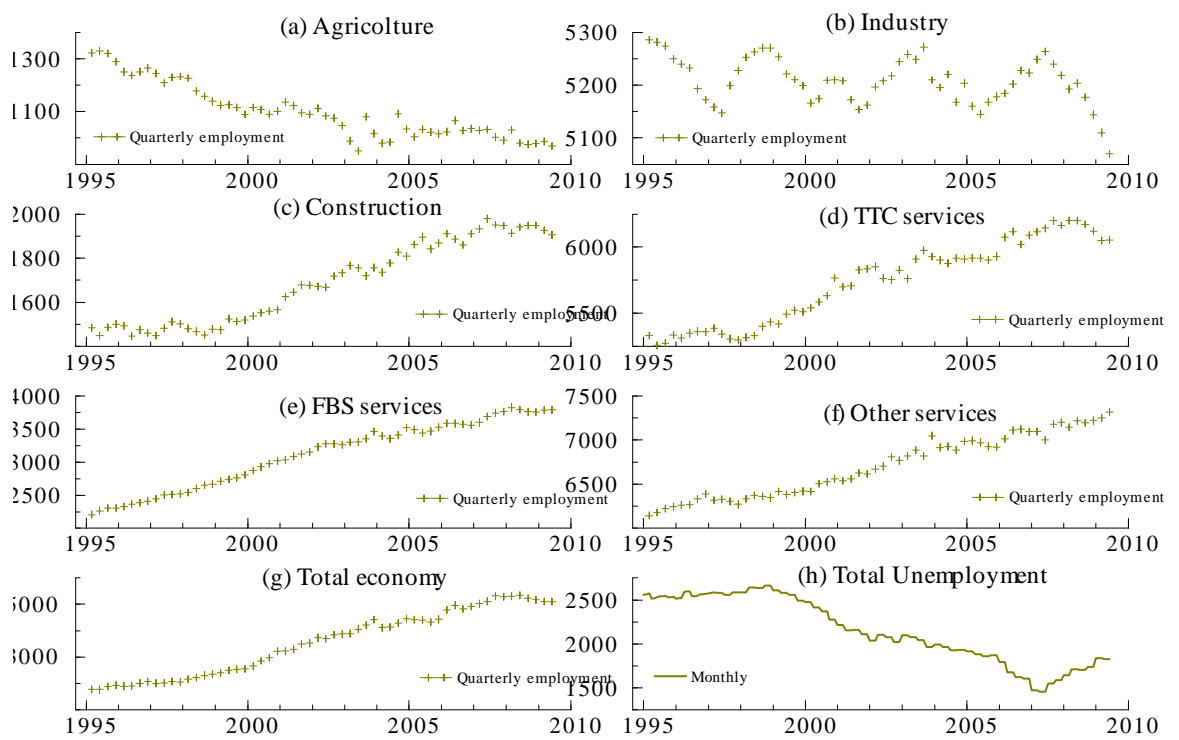 (a) Agricolture
1300
1100
Quarterly employment
1995 2000 2005 2010
(b) Industry
5300
5200
5100
Quarterly employment
1995 2000 2005 2010
(c) Construction
2000
1800
1600
Quarterly employment
1995 2000 2005 2010
(d) TTC services
6000
5500
Quarterly employment
1995 2000 2005 2010
(e) FBS services
4000
3500
3000
2500
Quarterly employment
1995 2000 2005 2010
(f) Other services
7500
7000
6500
Quarterly employment
1995 2000 2005 2010
(g) Total economy
5000
3000
Quarterly employment
1995 2000 2005 2010
(h) Total Unemployment
2500
2000
1500
Monthly
1995 2000 2005 2010